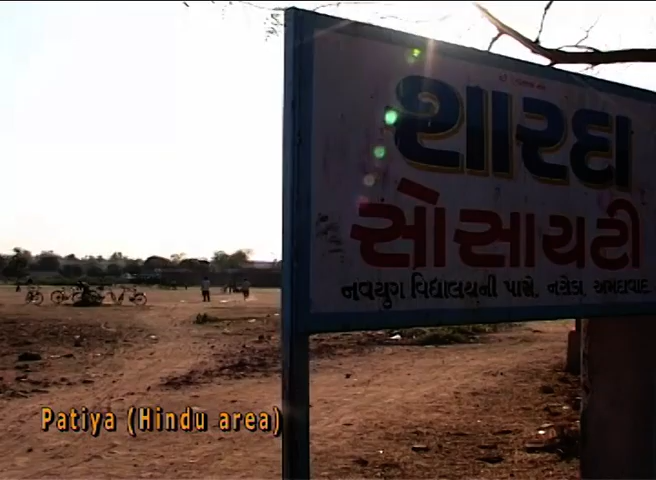 શારદા
સોસાયટી
નવયુગ વિદ્યાલયની પાસે. નરોડા. અમદાવાદ
Patiya (Hindu area)